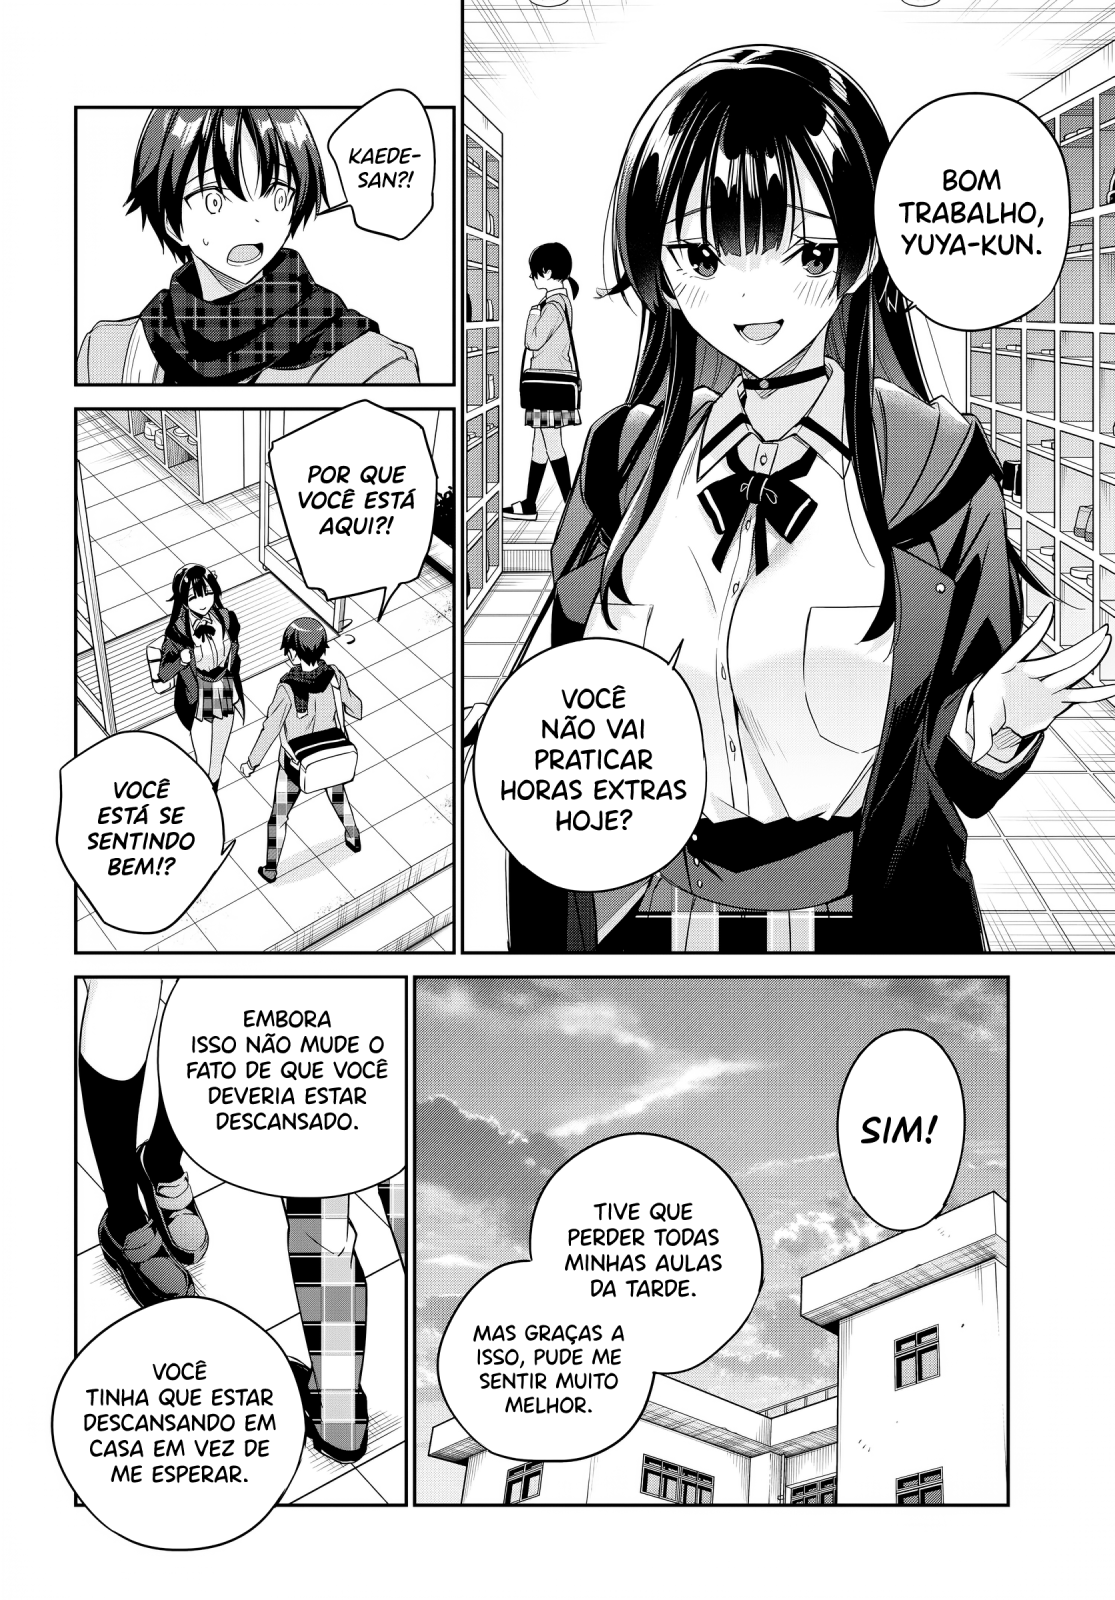 BOM
TRABALHO,
YUYA-KUN.
VOCÊ
NÃO VAI
PRATICAR
HORAS EXTRAS
HOJE?
KAEDE-
SAN?!
POR QUE
VOCÊ ESTÁ
AQUI?!
VOCÊ
ESTÁ SE
SENTINDO
BEM!?
SIM!
TIVE QUE
PERDER TODAS
MINHAS AULAS
DA TARDE.
MAS GRAÇAS A
ISSO, PUDE ME
SENTIR MUITO
MELHOR.
EMBORA
ISSO NÃO MUDE O
FATO DE QUE VOCÊ
DEVERIA ESTAR
DESCANSADO.
VOCÊ
TINHA QUE ESTAR
DESCANSANDO EM
CASA EM VEZ DE
ME ESPERAR.